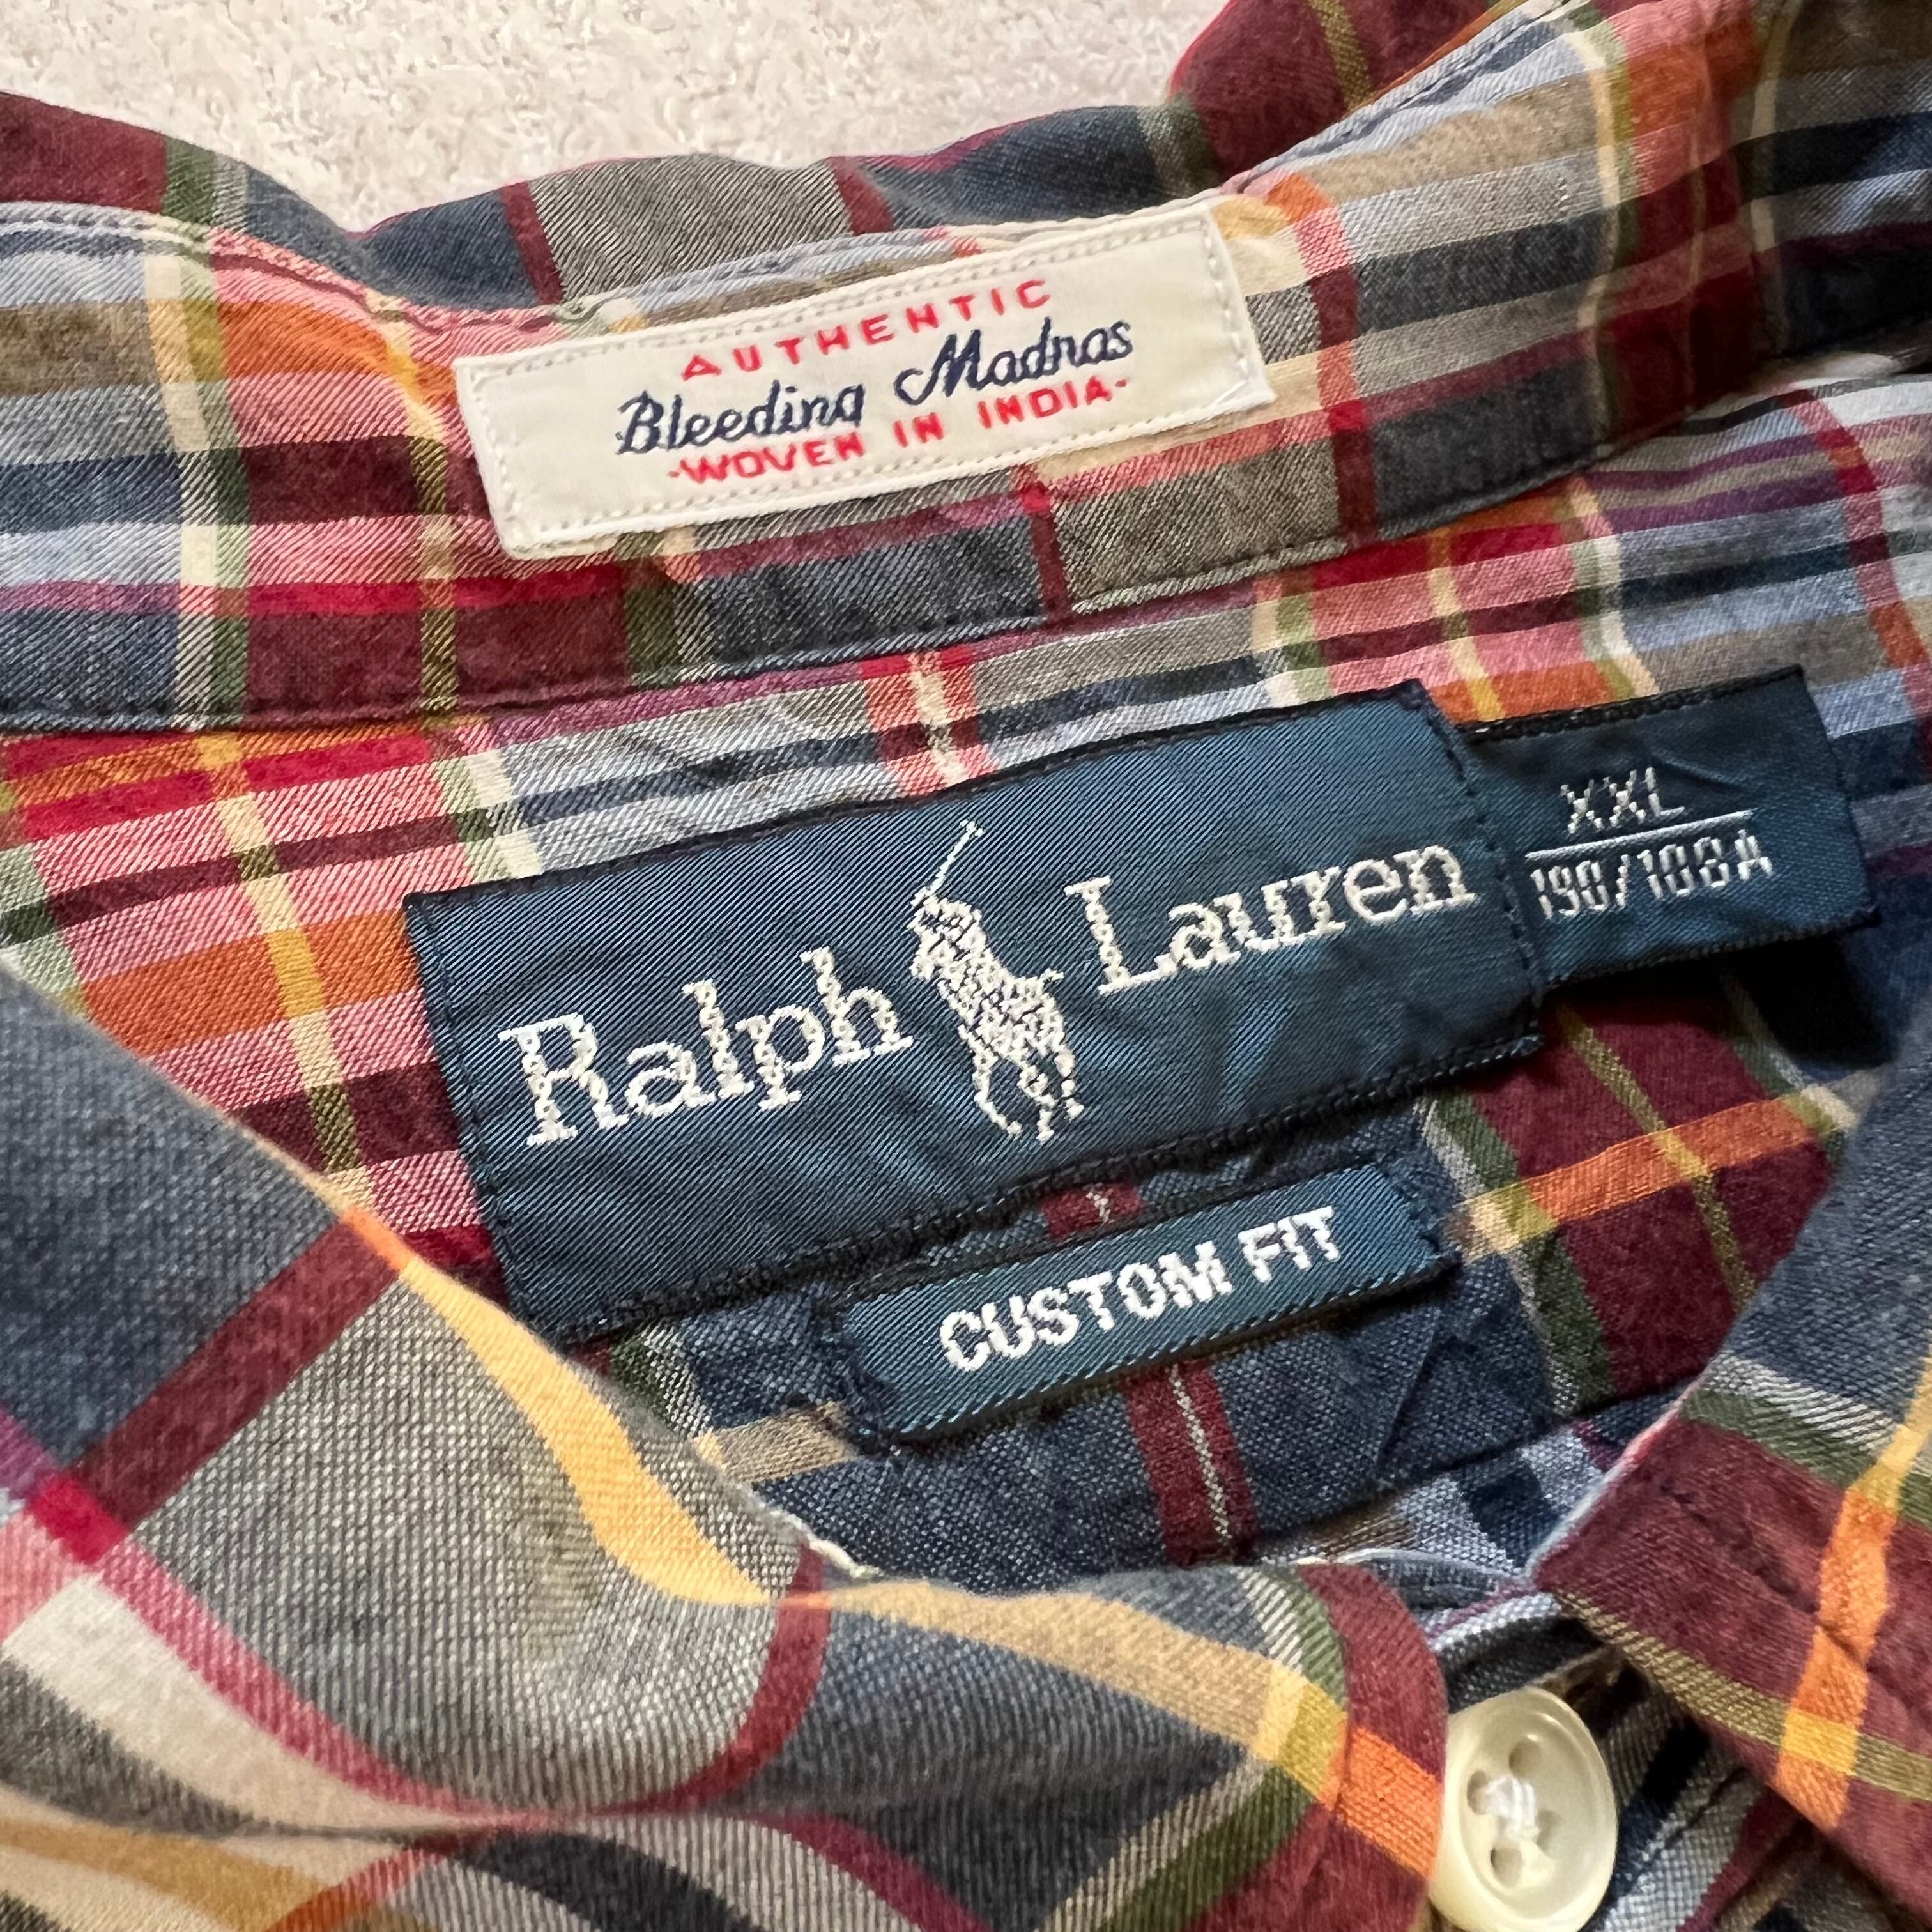 AUTHENTIC
Bleeding Madras
-WOVEN IN INDIA-
Ralph Lauren
XXL
190/108A
CUSTOM FIT